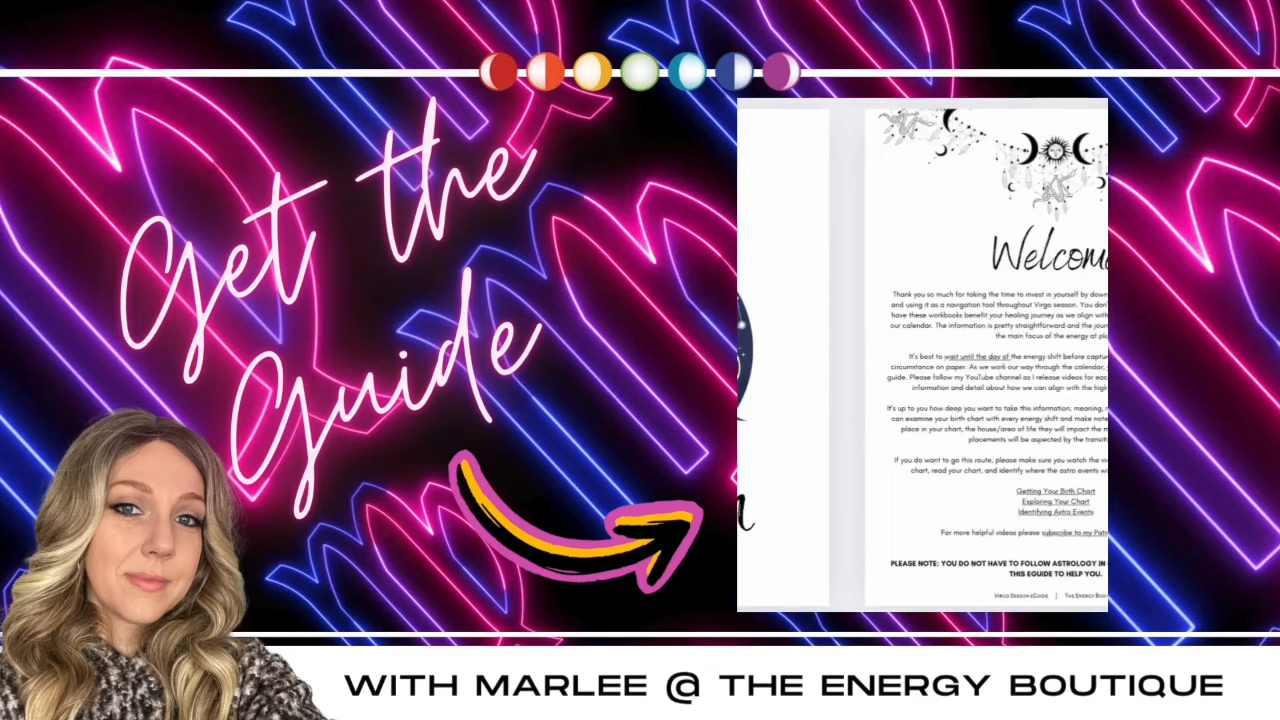 Get the
Guide
Welcome
Thank you so much for taking the time to invest in yourself by down
and using it as a navigation tool throughout Virgo season. You don'
have these workbooks benefit your healing journey as we align with
our calendar. The information is pretty straightforward and the jour
the main focus of the energy at pl
It's best to wait until the day of the energy shift before captur
circumstance on paper. As we work our way through the calendar,
guide. Please follow my YouTube channel as I release videos for eac
information and detail about how we can align with the high
It's up to you how deep you want to take this information; meaning,
can examine your birth chart with every energy shift and make note
place in your chart, the house/area of life they will impact the m
placements will be aspected by the transit
If you do want to go this route, please make sure you watch the vi
chart, read your chart, and identify where the astro events wi
Getting Your Birth Chart
Exploring Your Chart
Identifying Astro Events
For more helpful videos please subscribe to my Patr
PLEASE NOTE: YOU DO NOT HAVE TO FOLLOW ASTROLOGY IN
THIS EGUIDE TO HELP YOU.
Virgo Season eGuide | The Energy Bout
WITH MARLEE @ THE ENERGY BOUTIQUE